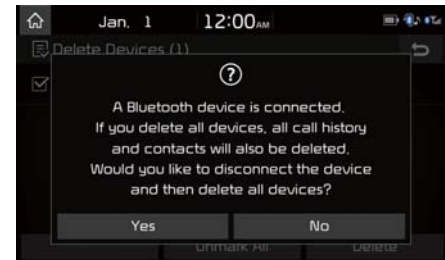 Jan. 1 12:00 AM
Delete Devices (1)
A Bluetooth device is connected.
If you delete all devices, all call history
and contacts will also be deleted.
Would you like to disconnect the device
and then delete all devices?
Yes No
Unmark All Delete